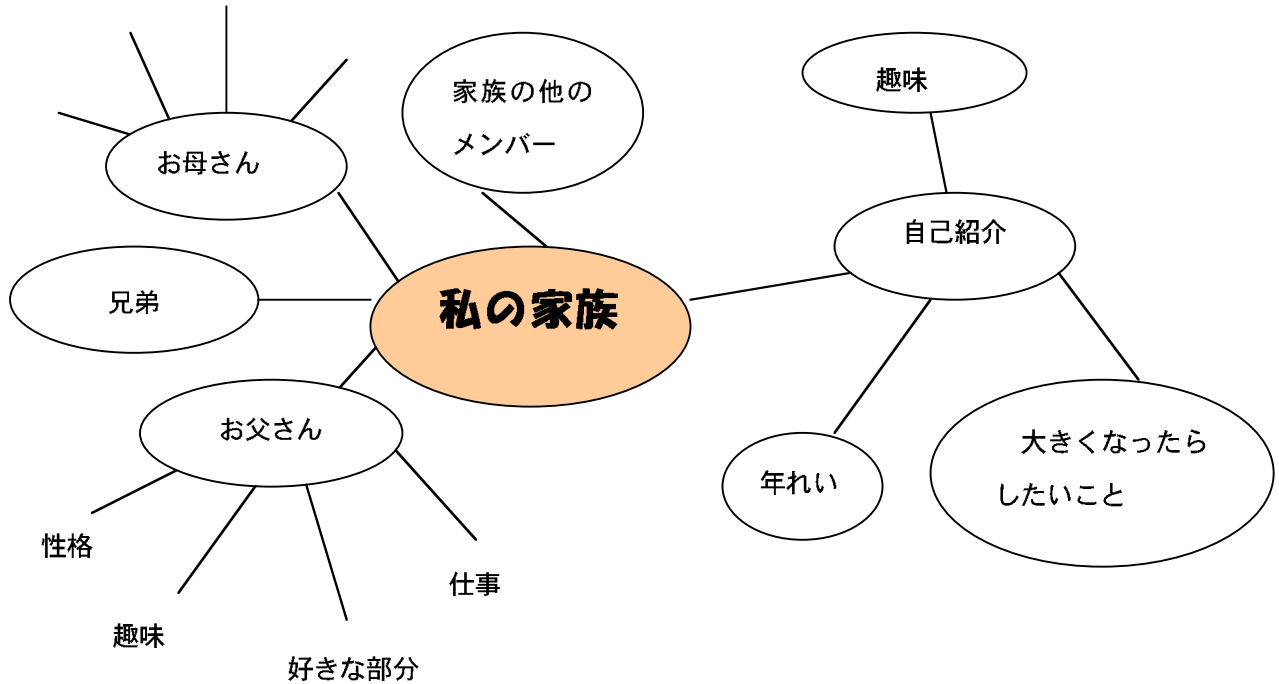 家族の他の
メンバー
趣味
お母さん
自己紹介
兄弟
私の家族
お父さん
大きくなったら
したいこと
年れい
性格
仕事
趣味
好きな部分